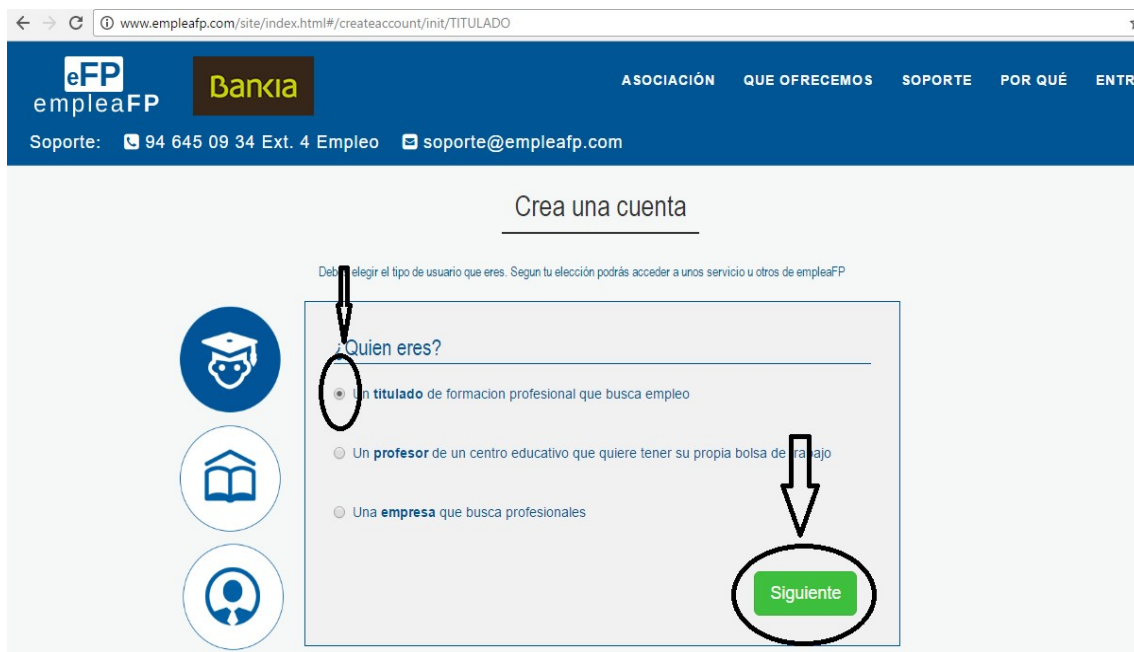 www.empleafp.com/site/index.html#/createaccount/init/TITULADO
eFP
empleaFP
Bankia
ASOCIACIÓN QUE OFRECEMOS SOPORTE POR QUÉ ENTR
Soporte: 94 645 09 34 Ext. 4 Empleo soporte@empleafp.com
Crea una cuenta
elegir el tipo de usuario que eres. Segun tu elección podrás acceder a unos servicio u otros de empleaFP
¿Quien eres?
Un titulado de formacion profesional que busca empleo
Un profesor de un centro educativo que quiere tener su propia bolsa de trabajo
Una empresa que busca profesionales
Siguiente